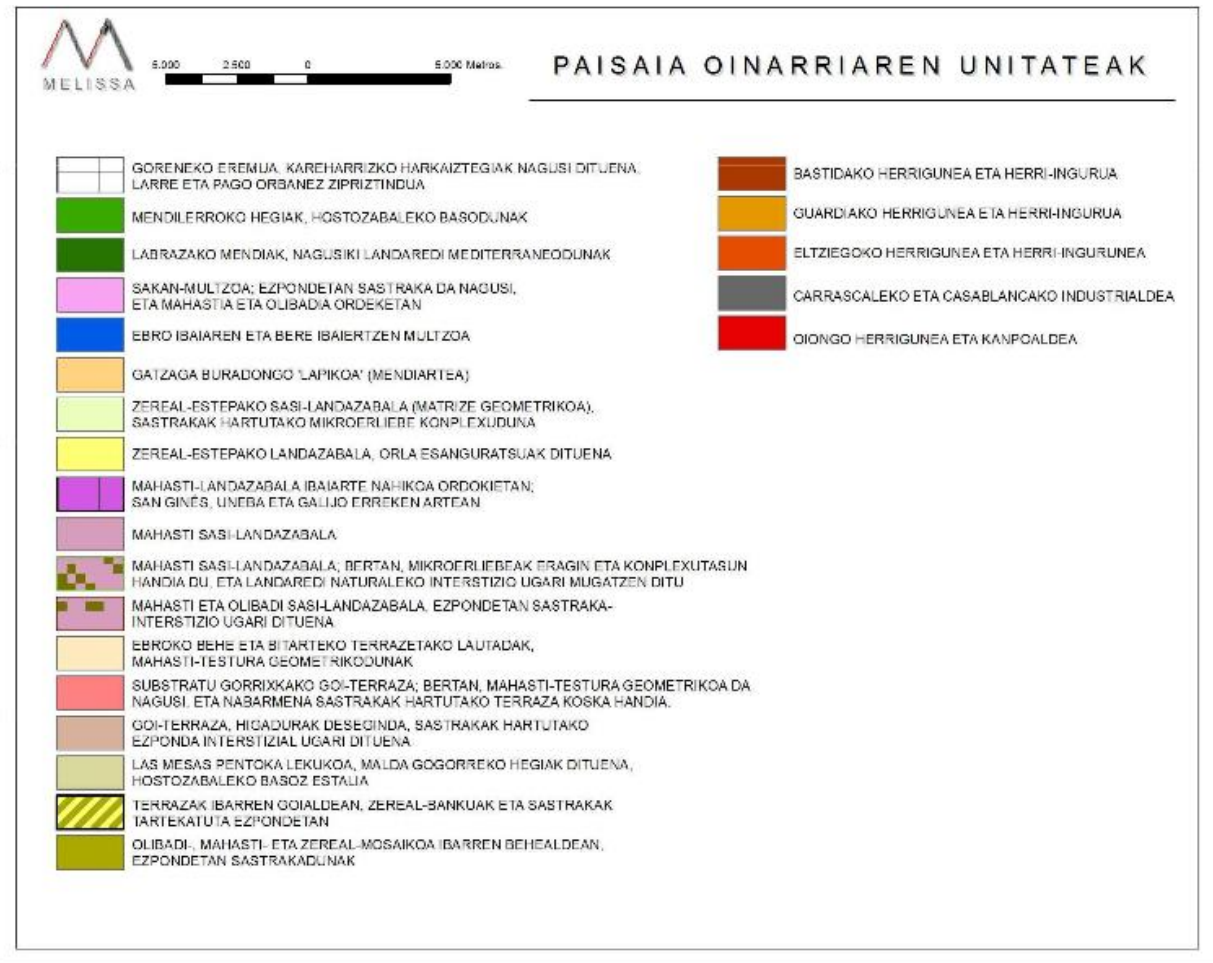 MELISSA
5.000 2.500 0 5.000 Metros.
PAISAIA OINARRIAREN UNITATEAK
GORENEKO EREMUA, KAREHARRIZKO HARKAIZTEGIAK NAGUSI DITUENA,
LARRE ETA PAGO ORBANEZ ZIPRIZTINDUA
MENDILERROKO HEGIAK, HOSTOZABALEKO BASODUNAK
LABRAZAKO MENDIAK, NAGUSIKI LANDAREDI MEDITERRANEODUNAK
SAKAN-MULTZOA; EZPONDETAN SASTRAKA DA NAGUSI,
ETA MAHASTIA ETA OLIBADIA ORDEKETAN
EBRO IBAIAREN ETA BERE IBAIERTZEN MULTZOA
GATZAGA BURADONGO 'LAPIKOA' (MENDIARTEA)
ZEREAL-ESTEPAKO SASI-LANDAZABALA (MATRIZE GEOMETRIKOA),
SASTRAKAK HARTUTAKO MIKROERLIEBE KONPLEXUDUNA
ZEREAL-ESTEPAKO LANDAZABALA, ORLA ESANGURATSUAK DITUENA
MAHASTI-LANDAZABALA IBAIARTE NAHIKOA ORDOKIETAN;
SAN GINÉS, UNEBA ETA GALIJO ERREKEN ARTEAN
MAHASTI SASI-LANDAZABALA
MAHASTI SASI-LANDAZABALA; BERTAN, MIKROERLIEBEAK ERAGIN ETA KONPLEXUTASUN
HANDIA DU, ETA LANDAREDI NATURALEKO INTERSTIZIO UGARI MUGATZEN DITU
MAHASTI ETA OLIBADI SASI-LANDAZABALA, EZPONDETAN SASTRAKA-
INTERSTIZIO UGARI DITUENA
EBROKO BEHE ETA BITARTEKO TERRAZETAKO LAUTADAK,
MAHASTI-TESTURA GEOMETRIKODUNAK
SUBSTRATU GORRIXKAKO GOI-TERRAZA; BERTAN, MAHASTI-TESTURA GEOMETRIKOA DA
NAGUSI, ETA NABARMENA SASTRAKAK HARTUTAKO TERRAZA KOSKA HANDIA.
GOI-TERRAZA, HIGADURAK DESEGINDA, SASTRAKAK HARTUTAKO
EZPONDA INTERSTIZIAL UGARI DITUENA
LAS MESAS PENTOKA LEKUKOA, MALDA GOGORREKO HEGIAK DITUENA,
HOSTOZABALEKO BASOZ ESTALIA
TERRAZAK IBARREN GOIALDEAN, ZEREAL-BANKUAK ETA SASTRAKAK
TARTEKATUTA EZPONDETAN
OLIBADI-, MAHASTI- ETA ZEREAL-MOSAIKOA IBARREN BEHEALDEAN,
EZPONDETAN SASTRAKADUNAK
BASTIDAKO HERRIGUNEA ETA HERRI-INGURUA
GUARDIAKO HERRIGUNEA ETA HERRI-INGURUA
ELTZIEGOKO HERRIGUNEA ETA HERRI-INGURUNEA
CARRASCALEKO ETA CASABLANCAKO INDUSTRIALDEA
OIONGO HERRIGUNEA ETA KANPOALDEA